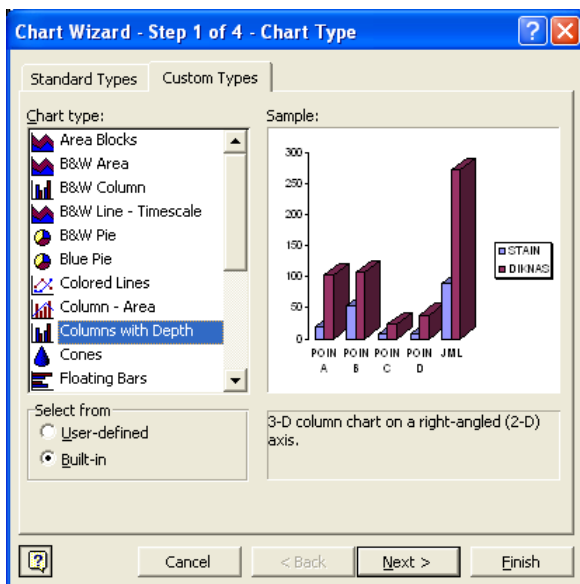 Chart Wizard - Step 1 of 4 - Chart Type
Standard Types
Custom Types
Chart type:
Area Blocks
B&W Area
B&W Column
B&W Line - Timescale
B&W Pie
Blue Pie
Colored Lines
Column - Area
Columns with Depth
Cones
Floating Bars
Select from
User-defined
Built-in
Sample:
300
250
200
150
100
50
0
POIN A
POIN B
POIN C
POIN D
JML
STAIN
DIKNAS
3-D column chart on a right-angled (2-D)
axis.
Cancel
< Back
Next >
Finish